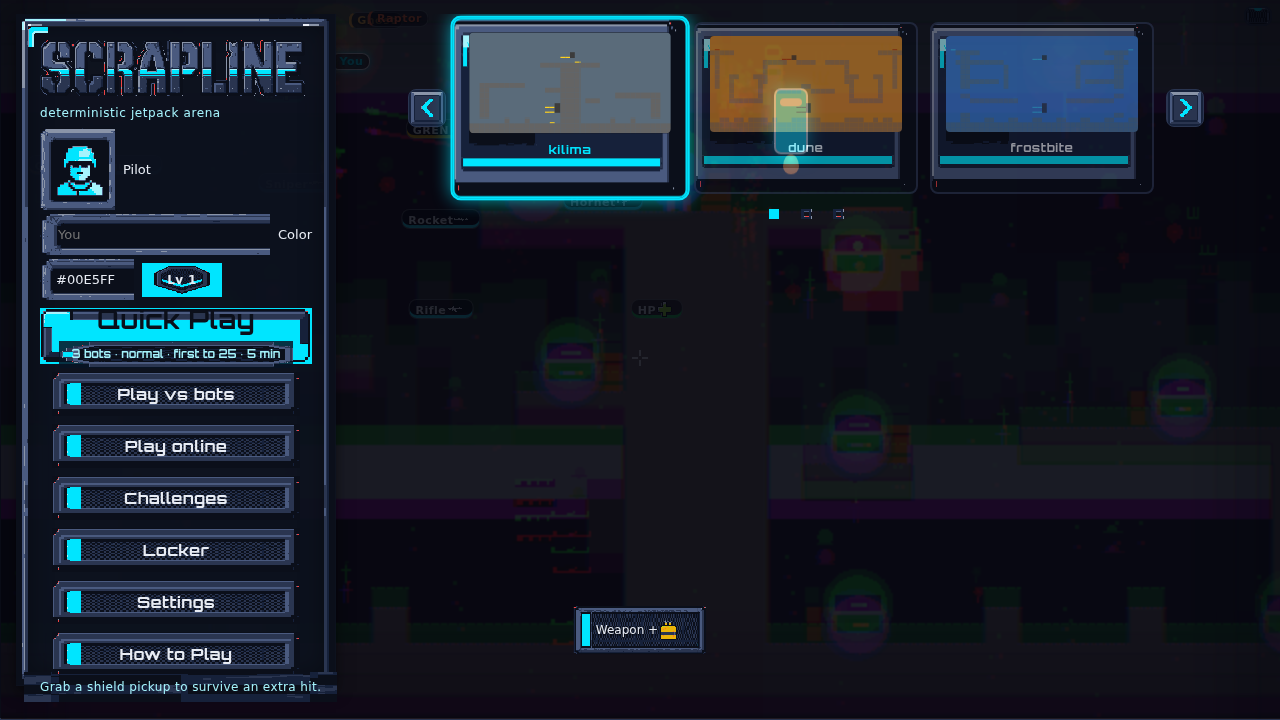 SCRAPLINE
deterministic jetpack arena
Pilot
You
Color
#00E5FF
Lv 1
Quick Play
3 bots · normal · first to 25 · 5 min
Play vs bots
Play online
Challenges
Locker
Settings
How to Play
Grab a shield pickup to survive an extra hit.
Raptor
You
kilima
dune
frostbite
Rocket
Rifle
HP
Weapon +